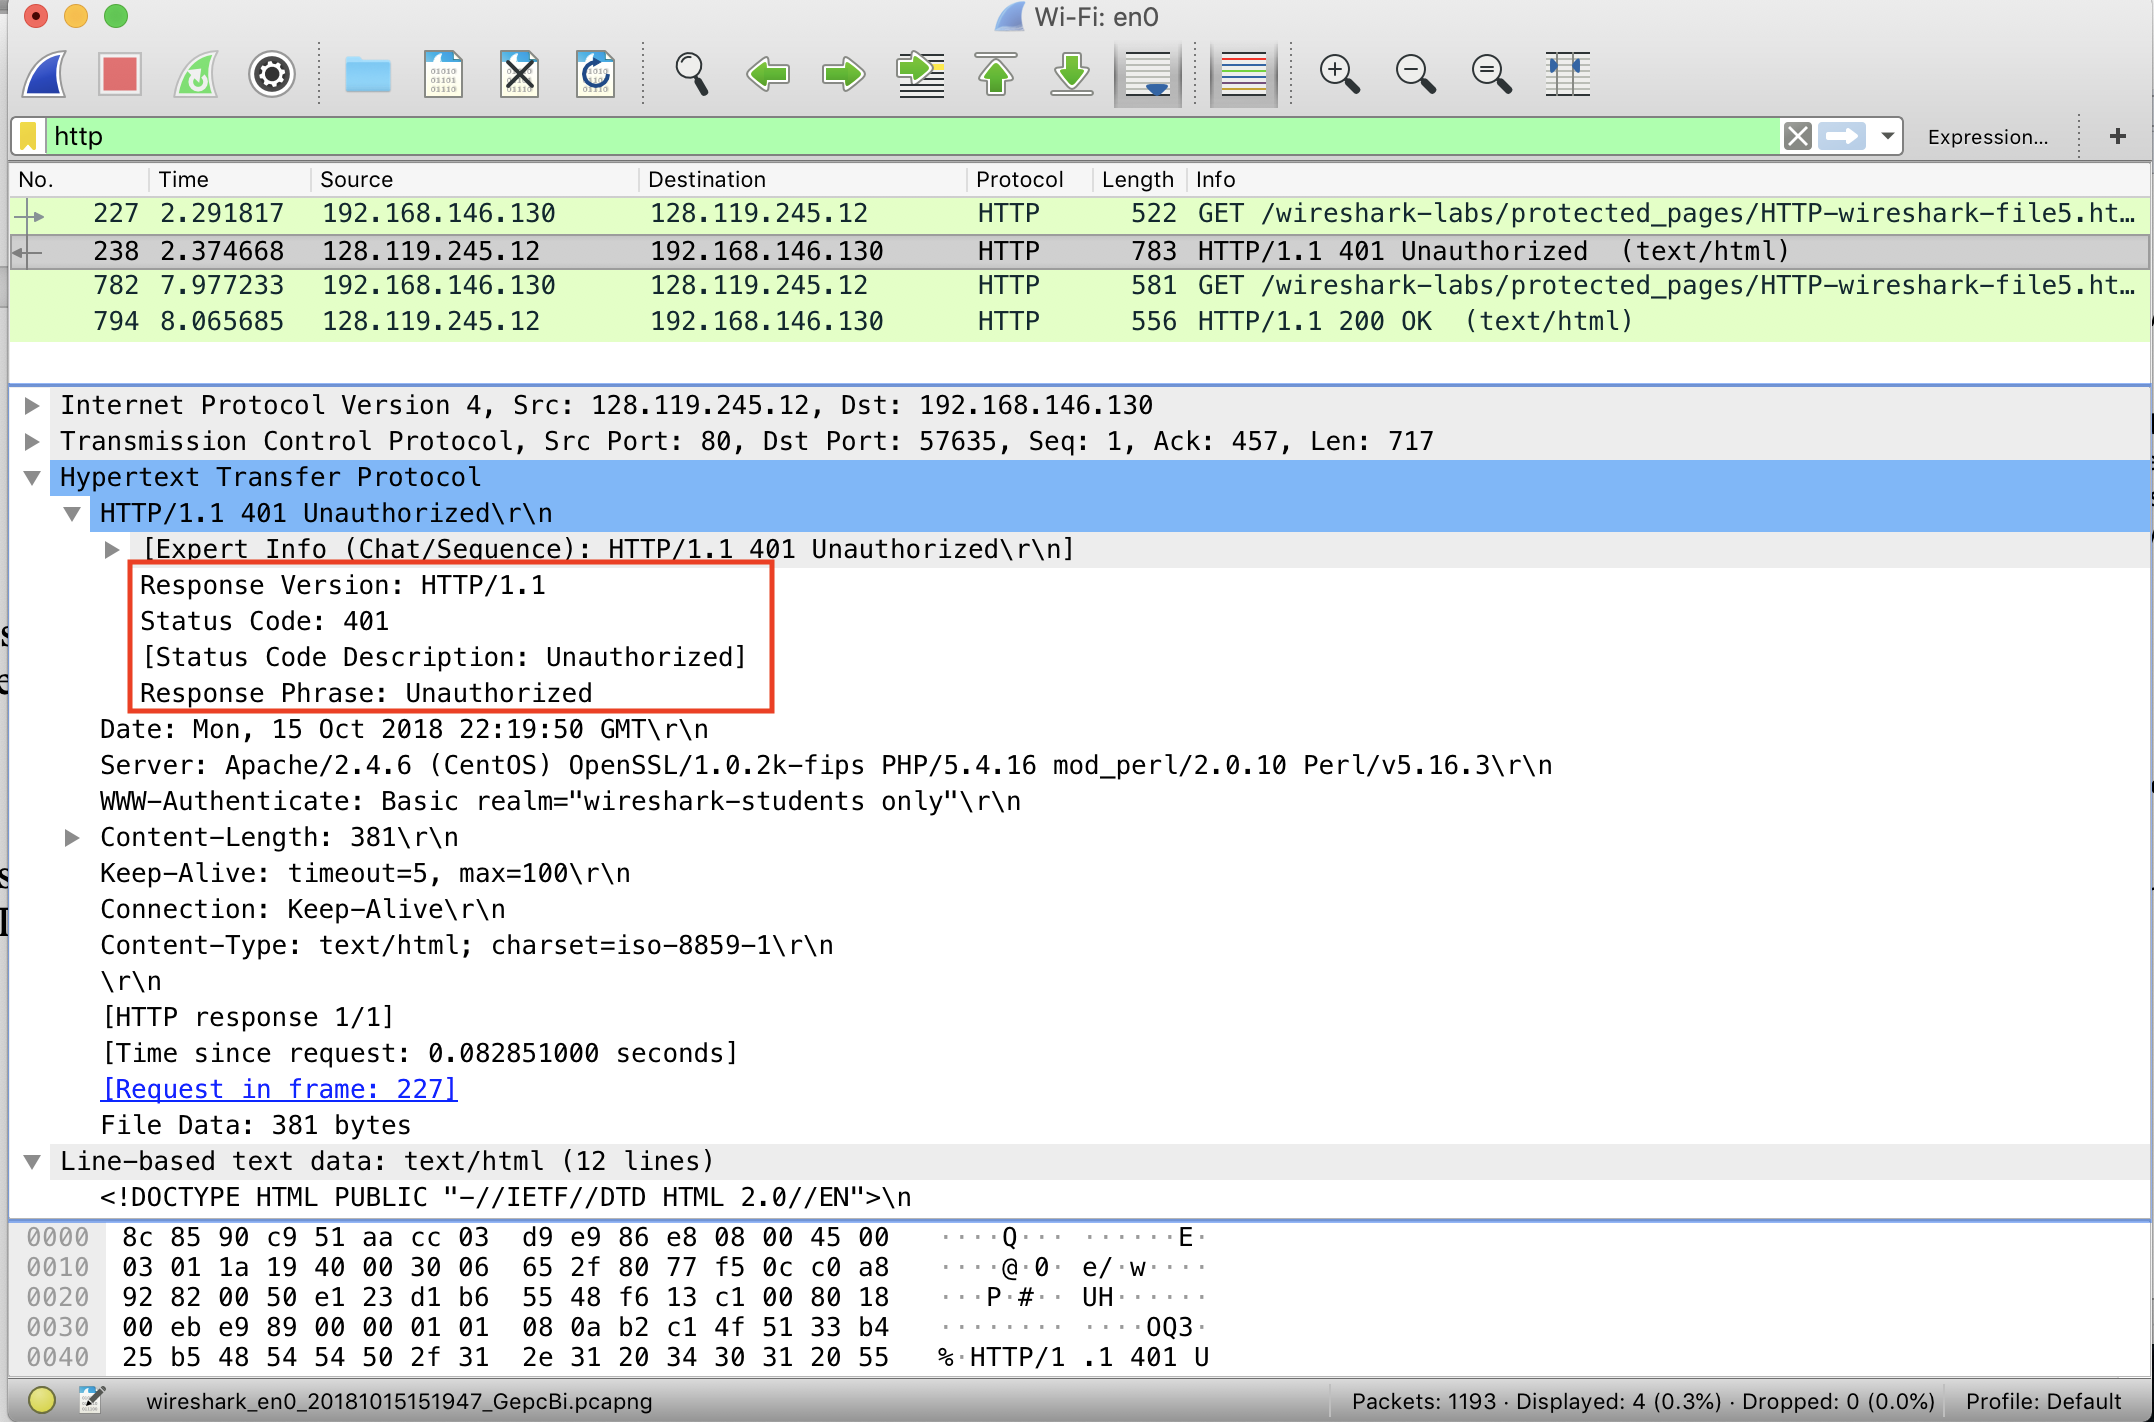 Wi-Fi: en0
http
Expression...
+
No. Time Source Destination Protocol Length Info
227 2.291817 192.168.146.130 128.119.245.12 HTTP 522 GET /wireshark-labs/protected_pages/HTTP-wireshark-file5.ht…
238 2.374668 128.119.245.12 192.168.146.130 HTTP 783 HTTP/1.1 401 Unauthorized  (text/html)
782 7.977233 192.168.146.130 128.119.245.12 HTTP 581 GET /wireshark-labs/protected_pages/HTTP-wireshark-file5.ht…
794 8.065685 128.119.245.12 192.168.146.130 HTTP 556 HTTP/1.1 200 OK  (text/html)
Internet Protocol Version 4, Src: 128.119.245.12, Dst: 192.168.146.130
Transmission Control Protocol, Src Port: 80, Dst Port: 57635, Seq: 1, Ack: 457, Len: 717
Hypertext Transfer Protocol
HTTP/1.1 401 Unauthorized\r\n
[Expert Info (Chat/Sequence): HTTP/1.1 401 Unauthorized\r\n]
Response Version: HTTP/1.1
Status Code: 401
[Status Code Description: Unauthorized]
Response Phrase: Unauthorized
Date: Mon, 15 Oct 2018 22:19:50 GMT\r\n
Server: Apache/2.4.6 (CentOS) OpenSSL/1.0.2k-fips PHP/5.4.16 mod_perl/2.0.10 Perl/v5.16.3\r\n
WWW-Authenticate: Basic realm="wireshark-students only"\r\n
Content-Length: 381\r\n
Keep-Alive: timeout=5, max=100\r\n
Connection: Keep-Alive\r\n
Content-Type: text/html; charset=iso-8859-1\r\n
\r\n
[HTTP response 1/1]
[Time since request: 0.082851000 seconds]
[Request in frame: 227]
File Data: 381 bytes
Line-based text data: text/html (12 lines)
<!DOCTYPE HTML PUBLIC "-//IETF//DTD HTML 2.0//EN">\n
0000 8c 85 90 c9 51 aa cc 03 d9 e9 86 e8 08 00 45 00 ····Q··· ······E·
0010 03 01 1a 19 40 00 30 06 65 2f 80 77 f5 0c c0 a8 ····@·0· e/·w····
0020 92 82 00 50 e1 23 d1 b6 55 48 f6 13 c1 00 80 18 ···P·#·· UH······
0030 00 eb e9 89 00 00 01 01 08 0a b2 c1 4f 51 33 b4 ········ ····OQ3·
0040 25 b5 48 54 54 50 2f 31 2e 31 20 34 30 31 20 55 %·HTTP/1 .1 401 U
wireshark_en0_20181015151947_GepcBi.pcapng
Packets: 1193 · Displayed: 4 (0.3%) · Dropped: 0 (0.0%)
Profile: Default